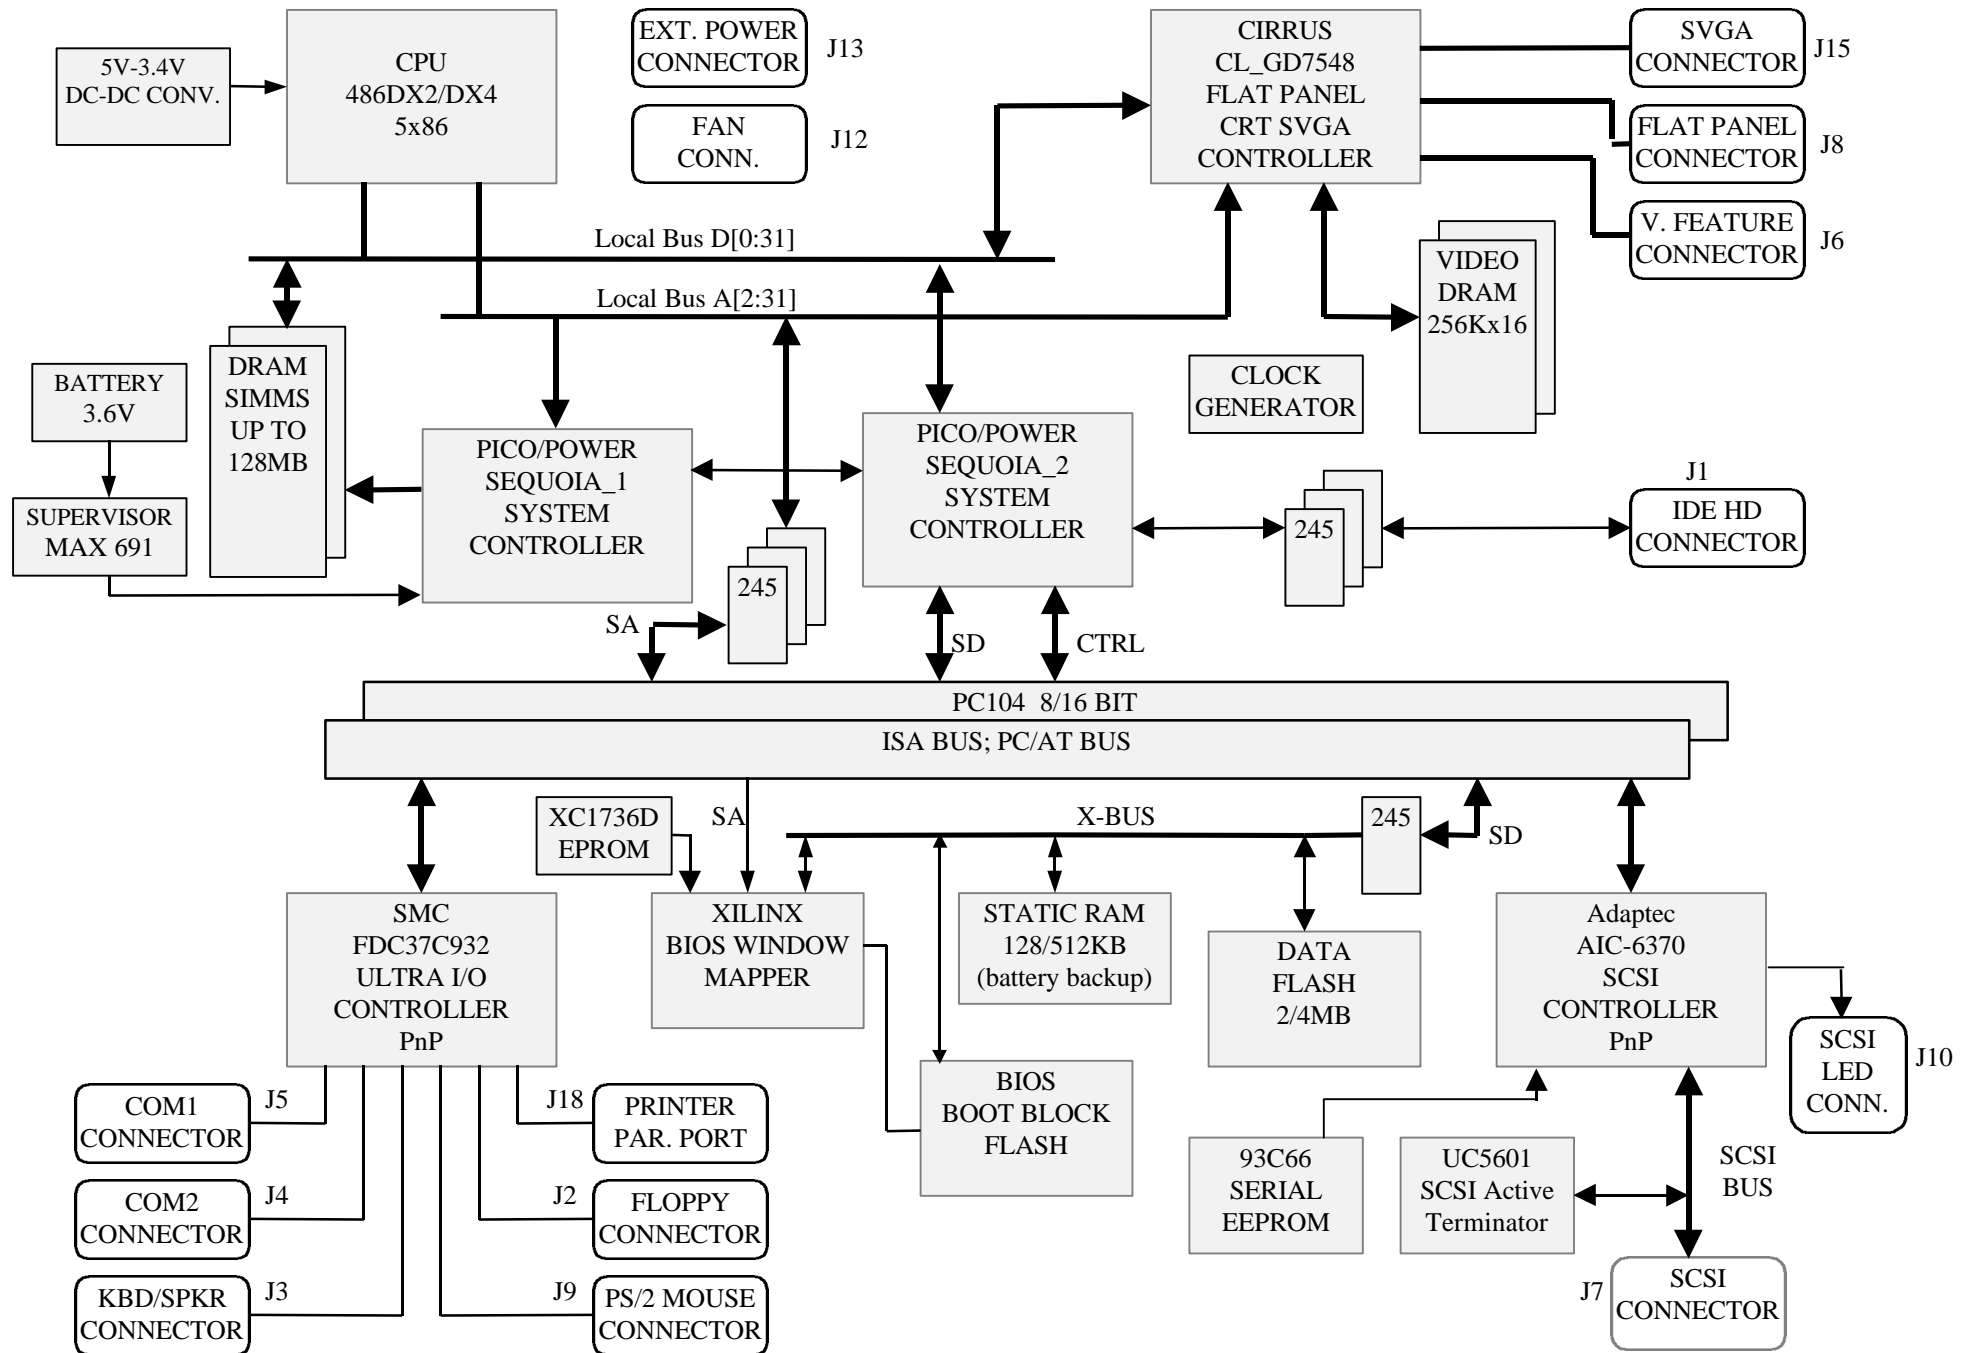 EXT. POWER
CONNECTOR
J13
CIRRUS
CL_GD7548
FLAT PANEL
CRT SVGA
CONTROLLER
SVGA
CONNECTOR
J15
5V-3.4V
DC-DC CONV.
CPU
486DX2/DX4
5x86
FAN
CONN.
J12
FLAT PANEL
CONNECTOR
J8
V. FEATURE
CONNECTOR
J6
Local Bus D[0:31]
Local Bus A[2:31]
VIDEO
DRAM
256Kx16
BATTERY
3.6V
DRAM
SIMMS
UP TO
128MB
CLOCK
GENERATOR
PICO/POWER
SEQUOIA_1
SYSTEM
CONTROLLER
PICO/POWER
SEQUOIA_2
SYSTEM
CONTROLLER
J1
IDE HD
CONNECTOR
SUPERVISOR
MAX 691
245
245
SA
SD
CTRL
PC104 8/16 BIT
ISA BUS; PC/AT BUS
XC1736D
EPROM
SA
X-BUS
245
SD
SMC
FDC37C932
ULTRA I/O
CONTROLLER
PnP
XILINX
BIOS WINDOW
MAPPER
STATIC RAM
128/512KB
(battery backup)
DATA
FLASH
2/4MB
Adaptec
AIC-6370
SCSI
CONTROLLER
PnP
SCSI
LED
CONN.
J10
BIOS
BOOT BLOCK
FLASH
COM1
CONNECTOR
J5
J18
PRINTER
PAR. PORT
93C66
SERIAL
EEPROM
UC5601
SCSI Active
Terminator
SCSI
BUS
COM2
CONNECTOR
J4
J2
FLOPPY
CONNECTOR
KBD/SPKR
CONNECTOR
J3
J9
PS/2 MOUSE
CONNECTOR
J7
SCSI
CONNECTOR